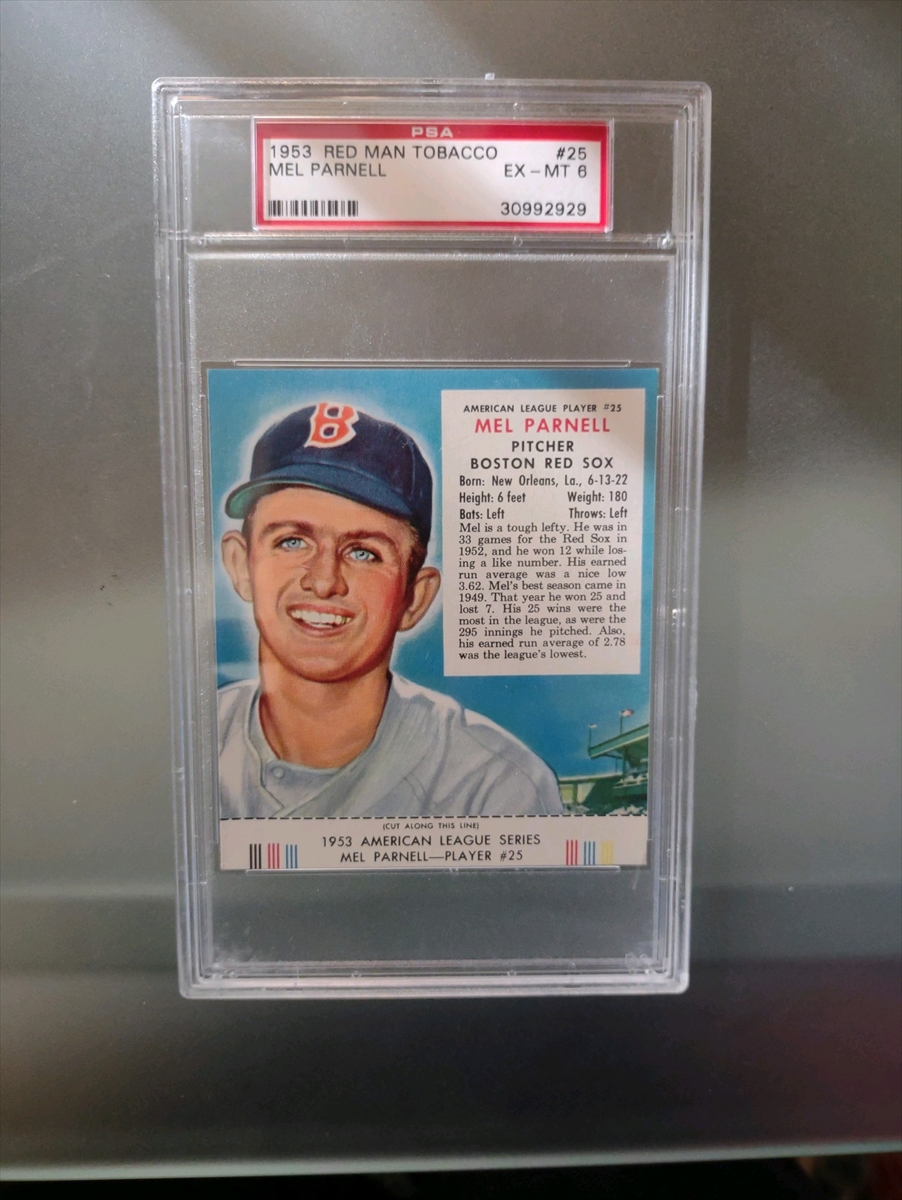 PSA
1953 RED MAN TOBACCO #25
MEL PARNELL EX - MT 6
30992929
B
AMERICAN LEAGUE PLAYER #25
MEL PARNELL
PITCHER
BOSTON RED SOX
Born: New Orleans, La., 6-13-22
Height: 6 feet Weight: 180
Bats: Left Throws: Left
Mel is a tough lefty. He was in
33 games for the Red Sox in
1952, and he won 12 while los-
ing a like number. His earned
run average was a nice low
3.62. Mel's best season came in
1949. That year he won 25 and
lost 7. His 25 wins were the
most in the league, as were the
295 innings he pitched. Also,
his earned run average of 2.78
was the league's lowest.
(CUT ALONG THIS LINE)
1953 AMERICAN LEAGUE SERIES
MEL PARNELL—PLAYER #25